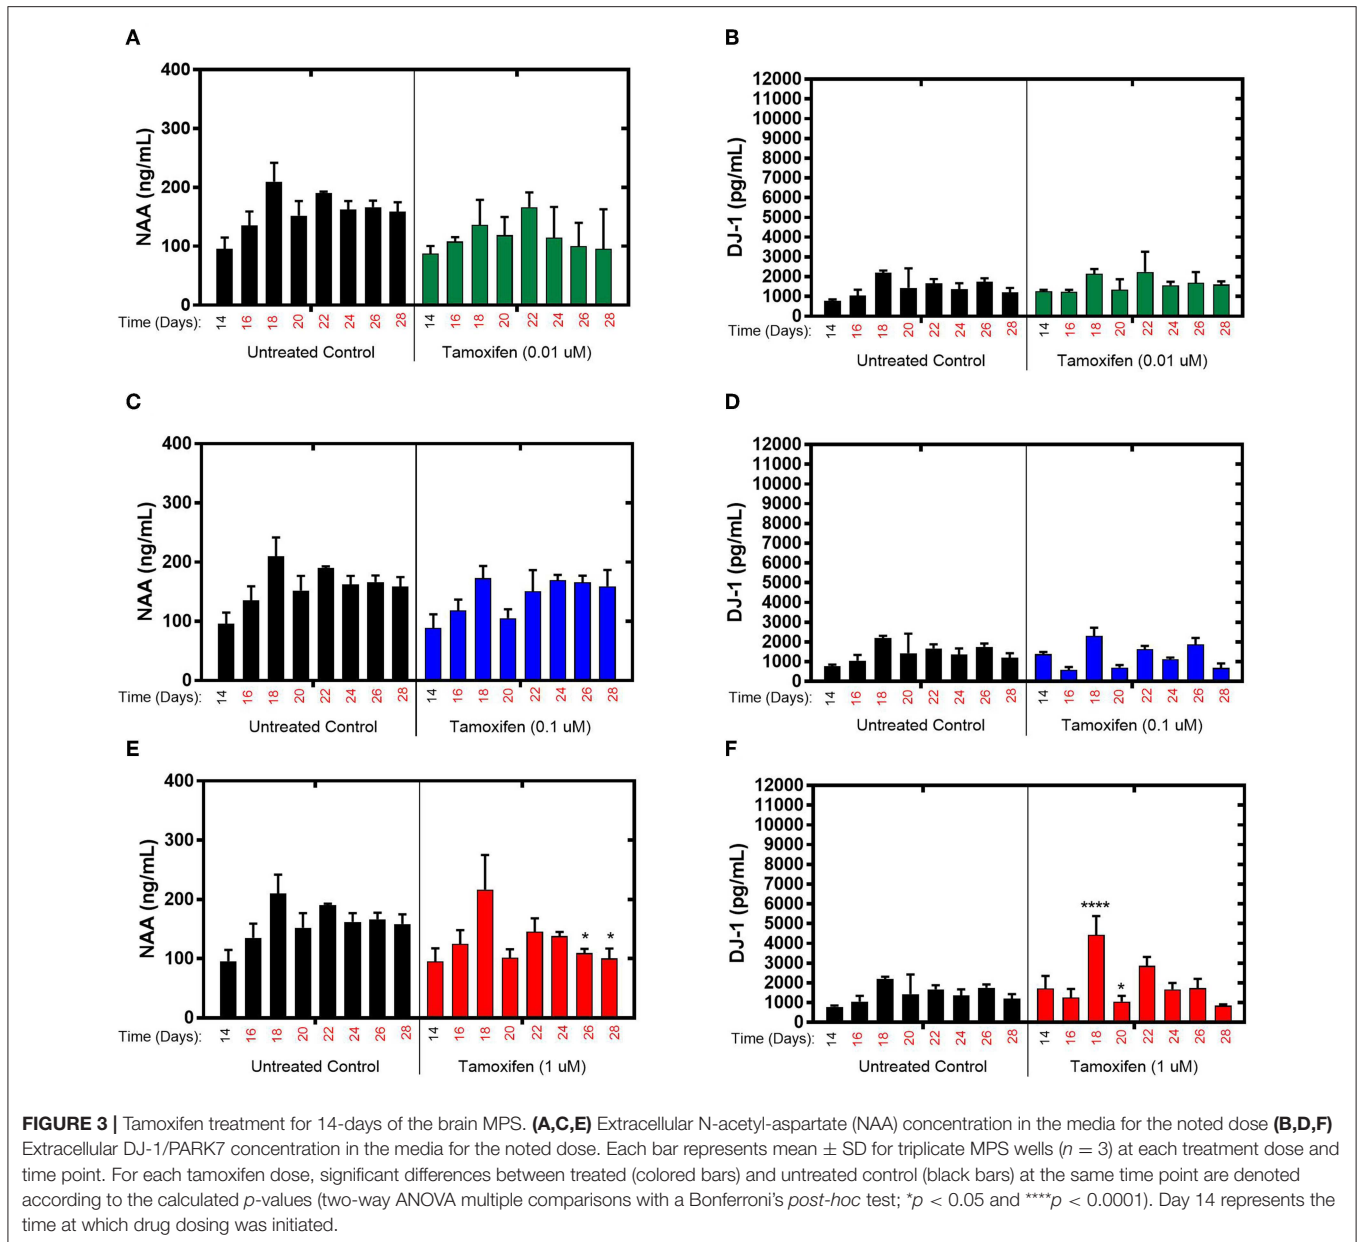 A
400
300
200
100
0
NAA (ng/mL)
Time (Days): 14 16 18 20 22 24 26 28 14 16 18 20 22 24 26 28
Untreated Control Tamoxifen (0.01 uM)
B
12000
11000
10000
9000
8000
7000
6000
5000
4000
3000
2000
1000
0
DJ-1 (pg/mL)
Time (Days): 14 16 18 20 22 24 26 28 14 16 18 20 22 24 26 28
Untreated Control Tamoxifen (0.01 uM)
C
400
300
200
100
0
NAA (ng/mL)
Time (Days): 14 16 18 20 22 24 26 28 14 16 18 20 22 24 26 28
Untreated Control Tamoxifen (0.1 uM)
D
12000
11000
10000
9000
8000
7000
6000
5000
4000
3000
2000
1000
0
DJ-1 (pg/mL)
Time (Days): 14 16 18 20 22 24 26 28 14 16 18 20 22 24 26 28
Untreated Control Tamoxifen (0.1 uM)
E
400
300
200
100
0
NAA (ng/mL)
* *
Time (Days): 14 16 18 20 22 24 26 28 14 16 18 20 22 24 26 28
Untreated Control Tamoxifen (1 uM)
F
12000
11000
10000
9000
8000
7000
6000
5000
4000
3000
2000
1000
0
DJ-1 (pg/mL)
****
*
Time (Days): 14 16 18 20 22 24 26 28 14 16 18 20 22 24 26 28
Untreated Control Tamoxifen (1 uM)
FIGURE 3 | Tamoxifen treatment for 14-days of the brain MPS. (A,C,E) Extracellular N-acetyl-aspartate (NAA) concentration in the media for the noted dose (B,D,F)
Extracellular DJ-1/PARK7 concentration in the media for the noted dose. Each bar represents mean ± SD for triplicate MPS wells (n = 3) at each treatment dose and
time point. For each tamoxifen dose, significant differences between treated (colored bars) and untreated control (black bars) at the same time point are denoted
according to the calculated p-values (two-way ANOVA multiple comparisons with a Bonferroni's post-hoc test; *p < 0.05 and ****p < 0.0001). Day 14 represents the
time at which drug dosing was initiated.